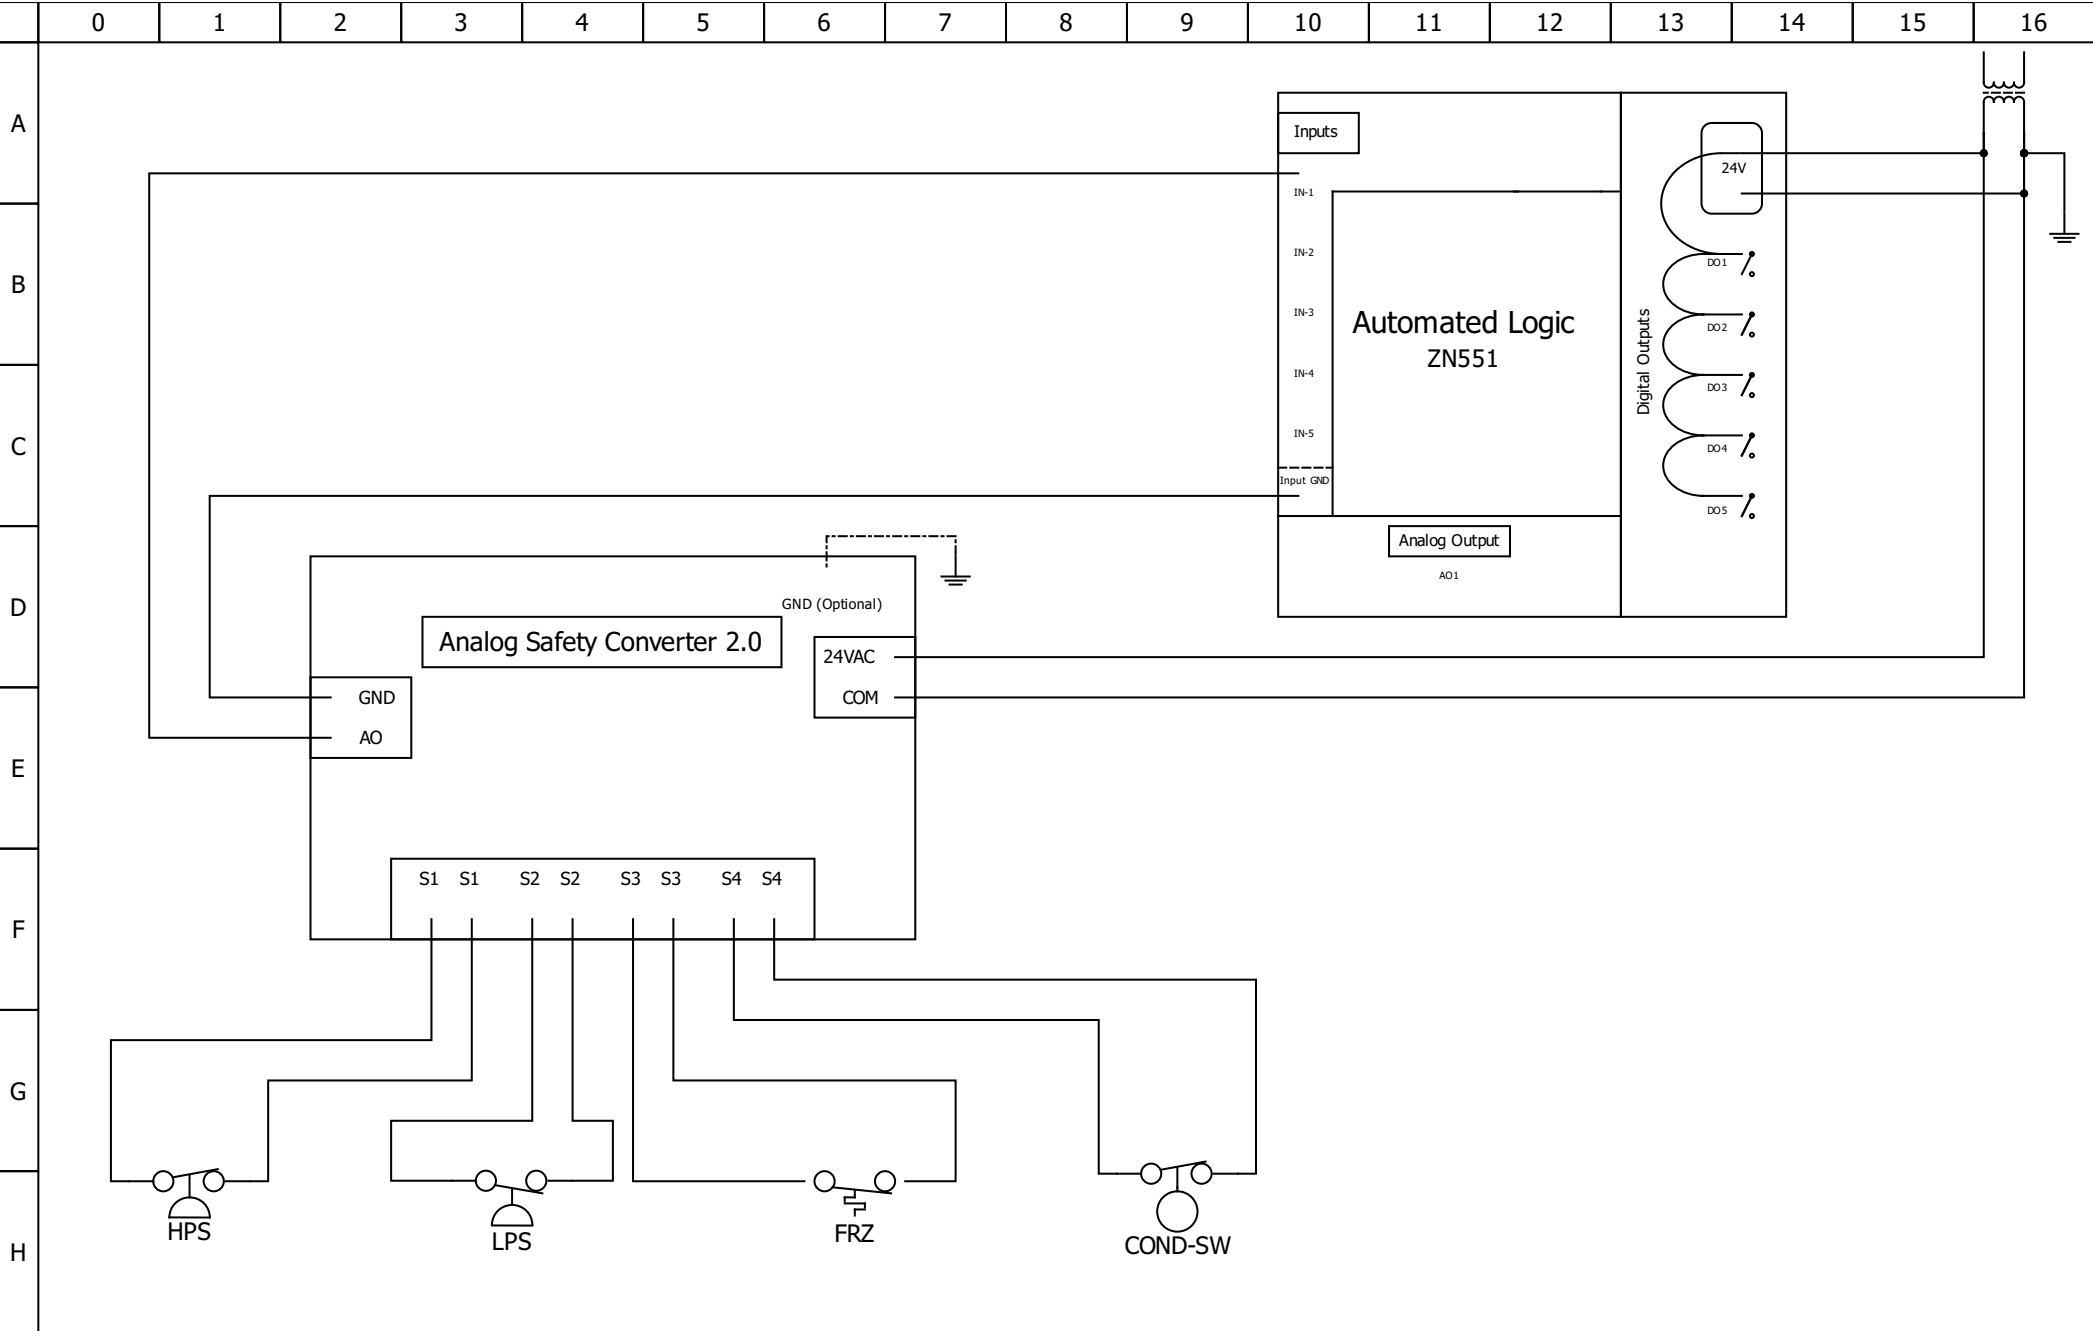 0 1 2 3 4 5 6 7 8 9 10 11 12 13 14 15 16
A
Inputs
24V
IN-1
B
IN-2
DO1
IN-3
DO2
Automated Logic
ZN551
Digital Outputs
IN-4
DO3
C
IN-5
DO4
Input GND
DO5
Analog Output
AO1
D
GND (Optional)
Analog Safety Converter 2.0
24VAC
COM
GND
AO
E
S1 S1 S2 S2 S3 S3 S4 S4
F
G
HPS
LPS
FRZ
COND-SW
H